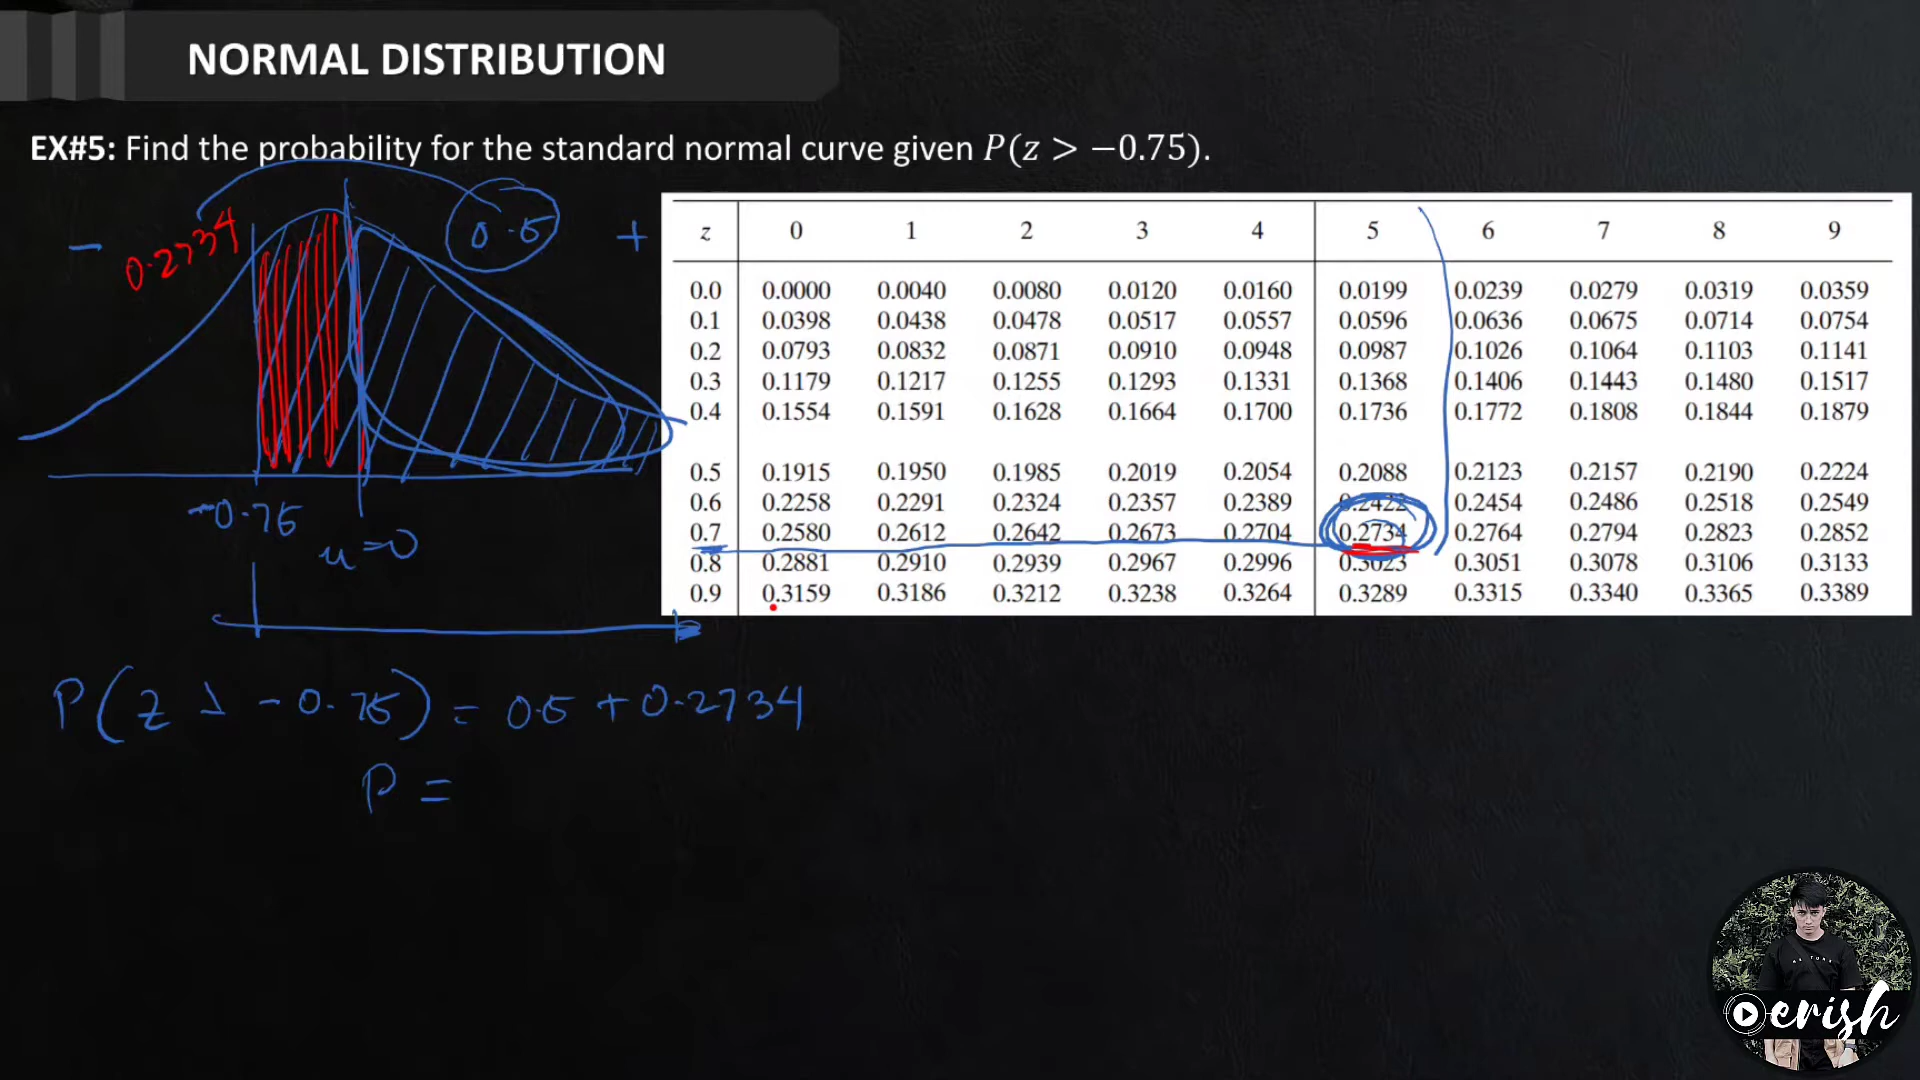 NORMAL DISTRIBUTION
EX#5: Find the probability for the standard normal curve given P(z > −0.75).
− 0.2734 0.5 +
z 0 1 2 3 4 5 6 7 8 9
0.0 0.0000 0.0040 0.0080 0.0120 0.0160 0.0199 0.0239 0.0279 0.0319 0.0359
0.1 0.0398 0.0438 0.0478 0.0517 0.0557 0.0596 0.0636 0.0675 0.0714 0.0754
0.2 0.0793 0.0832 0.0871 0.0910 0.0948 0.0987 0.1026 0.1064 0.1103 0.1141
0.3 0.1179 0.1217 0.1255 0.1293 0.1331 0.1368 0.1406 0.1443 0.1480 0.1517
0.4 0.1554 0.1591 0.1628 0.1664 0.1700 0.1736 0.1772 0.1808 0.1844 0.1879
0.5 0.1915 0.1950 0.1985 0.2019 0.2054 0.2088 0.2123 0.2157 0.2190 0.2224
0.6 0.2258 0.2291 0.2324 0.2357 0.2389 0.2422 0.2454 0.2486 0.2518 0.2549
0.7 0.2580 0.2612 0.2642 0.2673 0.2704 0.2734 0.2764 0.2794 0.2823 0.2852
0.8 0.2881 0.2910 0.2939 0.2967 0.2996 0.3023 0.3051 0.3078 0.3106 0.3133
0.9 0.3159 0.3186 0.3212 0.3238 0.3264 0.3289 0.3315 0.3340 0.3365 0.3389
-0.75
u=0
P(z > -0.75) = 0.5 + 0.2734
P =
erish